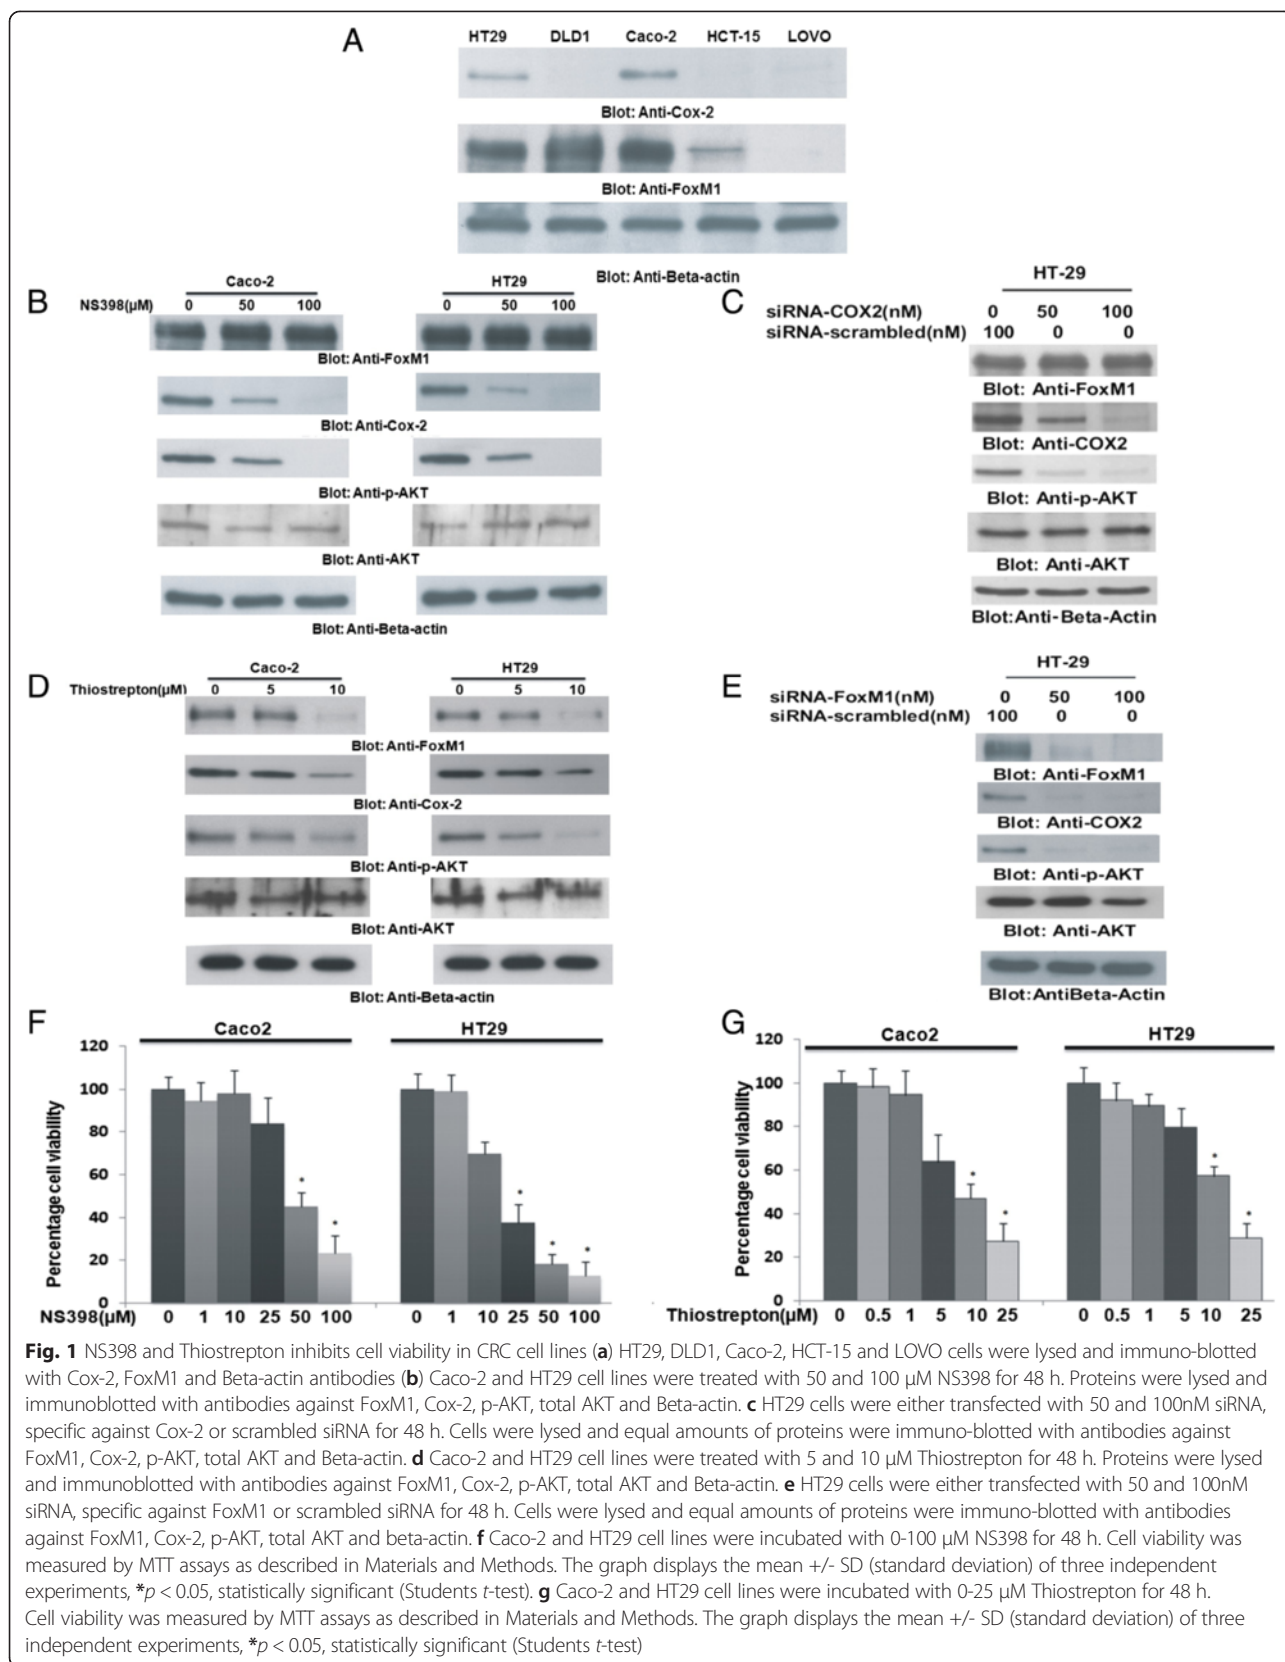 A
HT29 DLD1 Caco-2 HCT-15 LOVO
Blot: Anti-Cox-2
Blot: Anti-FoxM1
Blot: Anti-Beta-actin
B
Caco-2 HT29
NS398(µM) 0 50 100 0 50 100
Blot: Anti-FoxM1
Blot: Anti-Cox-2
Blot: Anti-p-AKT
Blot: Anti-AKT
Blot: Anti-Beta-actin
C
HT-29
siRNA-COX2(nM) 0 50 100
siRNA-scrambled(nM) 100 0 0
Blot: Anti-FoxM1
Blot: Anti-COX2
Blot: Anti-p-AKT
Blot: Anti-AKT
Blot:Anti-Beta-Actin
D
Caco-2 HT29
Thiostrepton(µM) 0 5 10 0 5 10
Blot: Anti-FoxM1
Blot: Anti-Cox-2
Blot: Anti-p-AKT
Blot: Anti-AKT
Blot: Anti-Beta-actin
E
HT-29
siRNA-FoxM1(nM) 0 50 100
siRNA-scrambled(nM) 100 0 0
Blot: Anti-FoxM1
Blot: Anti-COX2
Blot: Anti-p-AKT
Blot: Anti-AKT
Blot:AntiBeta-Actin
F
Caco2 HT29
Percentage cell viability
120
100
80
60
40
20
0
* * * * *
NS398(µM) 0 1 10 25 50 100 0 1 10 25 50 100
G
Caco2 HT29
Percentage cell viability
120
100
80
60
40
20
0
* * * *
Thiostrepton(µM) 0 0.5 1 5 10 25 0 0.5 1 5 10 25
Fig. 1 NS398 and Thiostrepton inhibits cell viability in CRC cell lines (a) HT29, DLD1, Caco-2, HCT-15 and LOVO cells were lysed and immuno-blotted
with Cox-2, FoxM1 and Beta-actin antibodies (b) Caco-2 and HT29 cell lines were treated with 50 and 100 µM NS398 for 48 h. Proteins were lysed and
immunoblotted with antibodies against FoxM1, Cox-2, p-AKT, total AKT and Beta-actin. c HT29 cells were either transfected with 50 and 100nM siRNA,
specific against Cox-2 or scrambled siRNA for 48 h. Cells were lysed and equal amounts of proteins were immuno-blotted with antibodies against
FoxM1, Cox-2, p-AKT, total AKT and Beta-actin. d Caco-2 and HT29 cell lines were treated with 5 and 10 µM Thiostrepton for 48 h. Proteins were lysed
and immunoblotted with antibodies against FoxM1, Cox-2, p-AKT, total AKT and Beta-actin. e HT29 cells were either transfected with 50 and 100nM
siRNA, specific against FoxM1 or scrambled siRNA for 48 h. Cells were lysed and equal amounts of proteins were immuno-blotted with antibodies
against FoxM1, Cox-2, p-AKT, total AKT and beta-actin. f Caco-2 and HT29 cell lines were incubated with 0-100 µM NS398 for 48 h. Cell viability was
measured by MTT assays as described in Materials and Methods. The graph displays the mean +/- SD (standard deviation) of three independent
experiments, *p < 0.05, statistically significant (Students t-test). g Caco-2 and HT29 cell lines were incubated with 0-25 µM Thiostrepton for 48 h.
Cell viability was measured by MTT assays as described in Materials and Methods. The graph displays the mean +/- SD (standard deviation) of three
independent experiments, *p < 0.05, statistically significant (Students t-test)